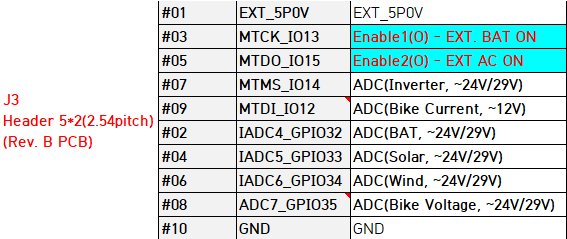 J3
Header 5*2(2.54pitch)
(Rev. B PCB)
#01 EXT_5P0V EXT_5P0V
#03 MTCK_IO13 Enable1(O) - EXT. BAT ON
#05 MTDO_IO15 Enable2(O) - EXT AC ON
#07 MTMS_IO14 ADC(Inverter, ~24V/29V)
#09 MTDI_IO12 ADC(Bike Current, ~12V)
#02 IADC4_GPIO32 ADC(BAT, ~24V/29V)
#04 IADC5_GPIO33 ADC(Solar, ~24V/29V)
#06 IADC6_GPIO34 ADC(Wind, ~24V/29V)
#08 ADC7_GPIO35 ADC(Bike Voltage, ~24V/29V)
#10 GND GND